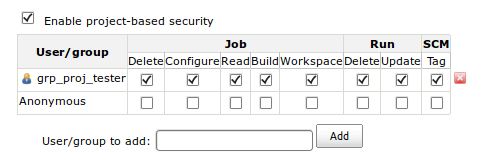 Enable project-based security
User/group Job Run SCM
Delete Configure Read Build Workspace Delete Update Tag
grp_proj_tester
Anonymous
User/group to add: Add